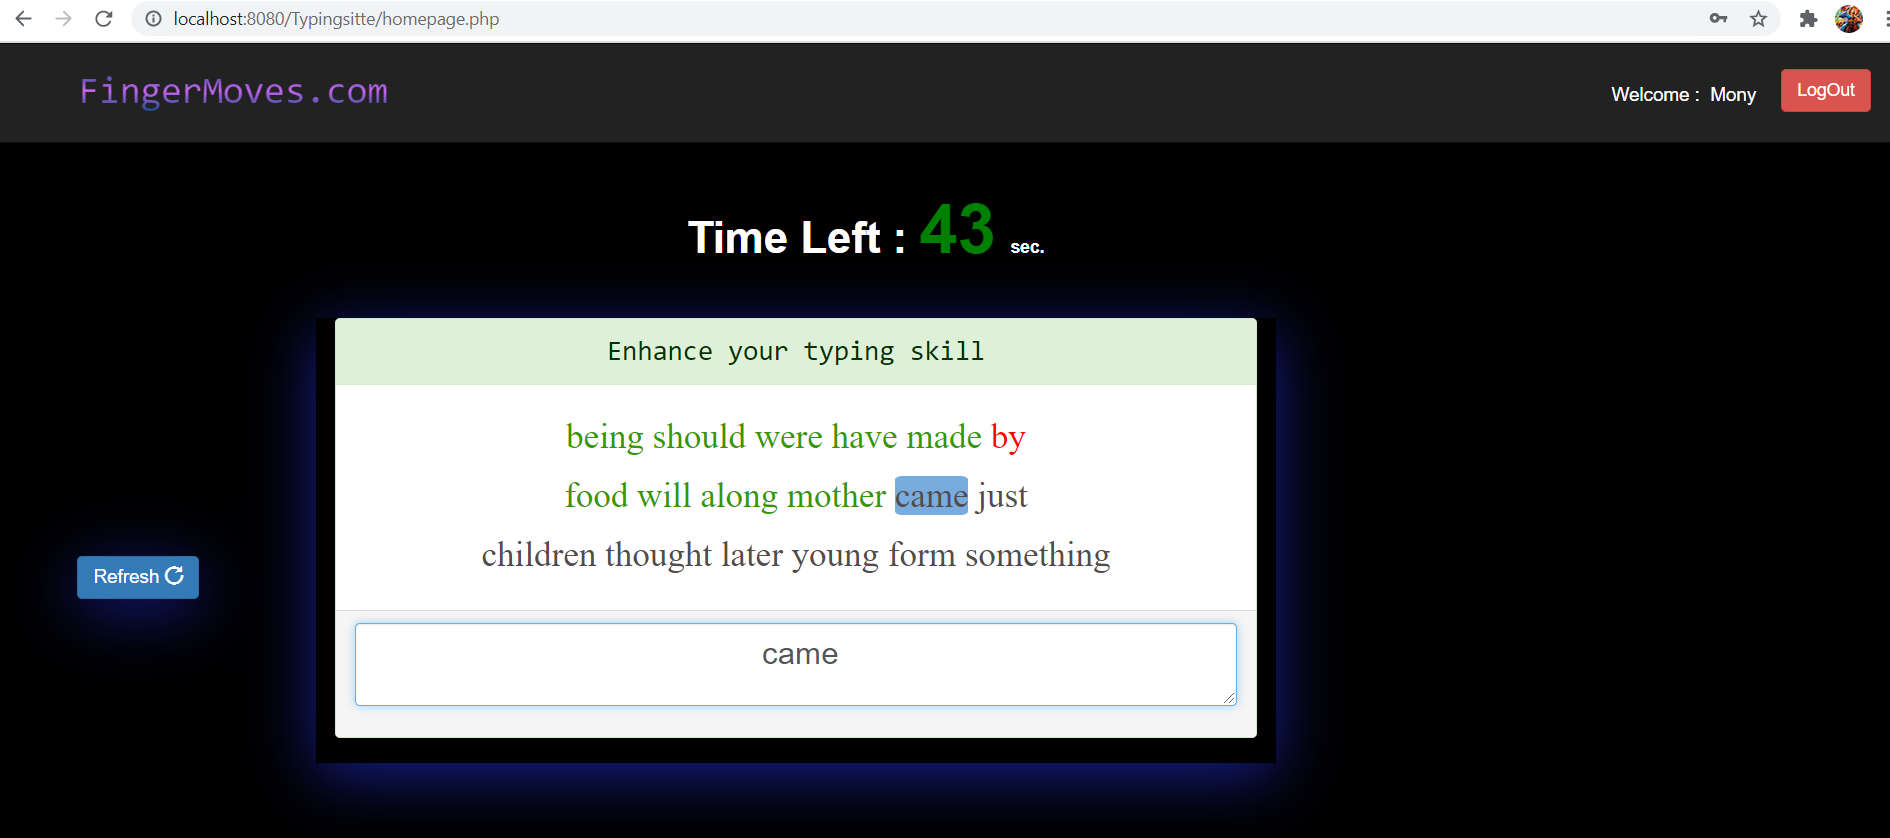 localhost:8080/Typingsitte/homepage.php
FingerMoves.com
Welcome : Mony
LogOut
Time Left : 43 sec.
Enhance your typing skill
being should were have made by
food will along mother came just
children thought later young form something
Refresh
came